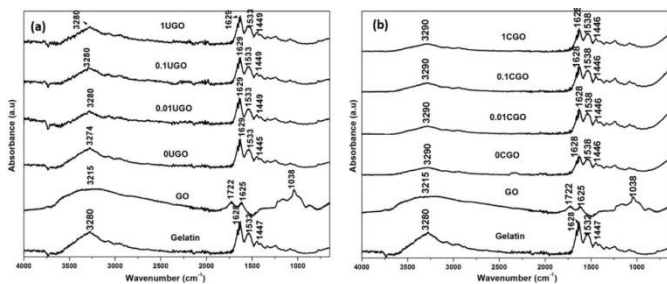 (a)
3280
1UGO
1629
1533
1449
3280
0.1UGO
1629
1533
1449
3280
0.01UGO
1629
1533
1449
3274
0UGO
1629
1533
1445
3215
GO
1722
1625
1038
3280
Gelatin
1628
1532
1447
Absorbance (a.u)
4000 3500 3000 2500 2000 1500 1000
Wavenumber (cm-1)
(b)
3290
1CGO
1628
1538
1446
3290
0.1CGO
1628
1538
1446
3290
0.01CGO
1628
1538
1446
3290
0CGO
1628
1538
1446
3215
GO
1722
1625
1038
3280
Gelatin
1628
1532
1447
Absorbance (a.u)
4000 3500 3000 2500 2000 1500 1000
Wavenumber (cm-1)